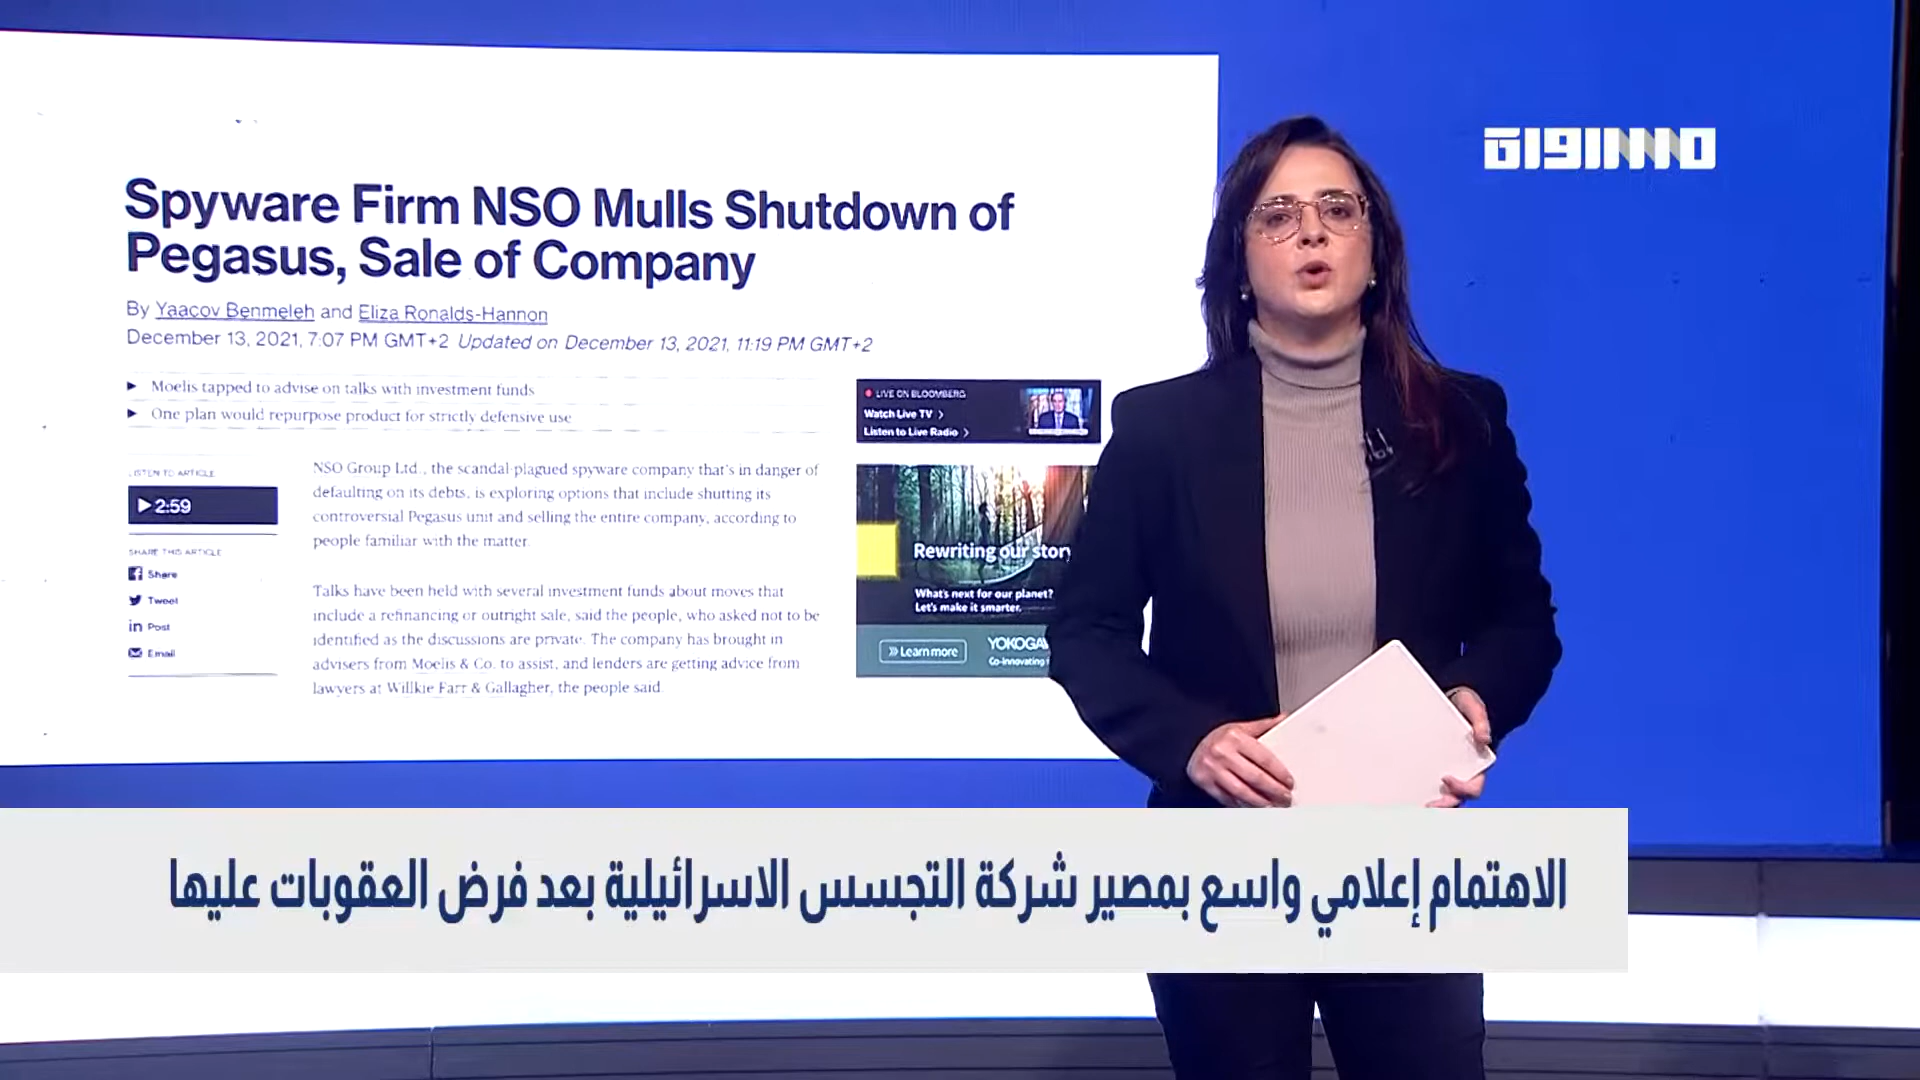 مساواة
Spyware Firm NSO Mulls Shutdown of
Pegasus, Sale of Company
By Yaacov Benmeleh and Eliza Ronalds-Hannon
December 13, 2021, 7:07 PM GMT+2 Updated on December 13, 2021, 11:19 PM GMT+2
▶ Moelis tapped to advise on talks with investment funds
▶ One plan would repurpose product for strictly defensive use
LISTEN TO ARTICLE
▶ 2:59
SHARE THIS ARTICLE
Share
Tweet
in Post
Email
NSO Group Ltd., the scandal-plagued spyware company that's in danger of
defaulting on its debts, is exploring options that include shutting its
controversial Pegasus unit and selling the entire company, according to
people familiar with the matter.
Talks have been held with several investment funds about moves that
include a refinancing or outright sale, said the people, who asked not to be
identified as the discussions are private. The company has brought in
advisers from Moelis & Co. to assist, and lenders are getting advice from
lawyers at Willkie Farr & Gallagher, the people said.
LIVE ON BLOOMBERG
Watch Live TV >
Listen to Live Radio >
Rewriting our story
What's next for our planet?
Let's make it smarter.
» Learn more
YOKOGAW
Co-innovating
الاهتمام إعلامي واسع بمصير شركة التجسس الاسرائيلية بعد فرض العقوبات عليها